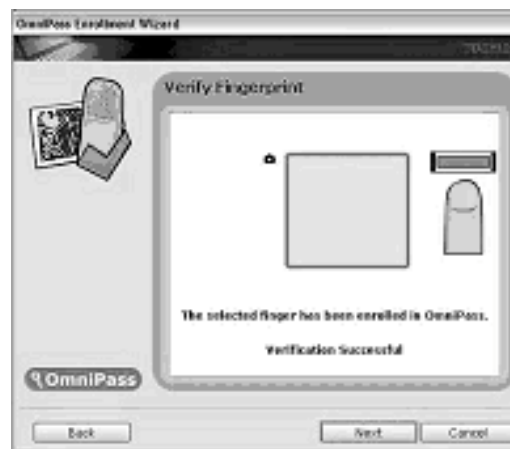 OmniPass Enrollment Wizard
Verify Fingerprint
The selected finger has been enrolled in OmniPass.
Verification Successful
OmniPass
Back
Next
Cancel